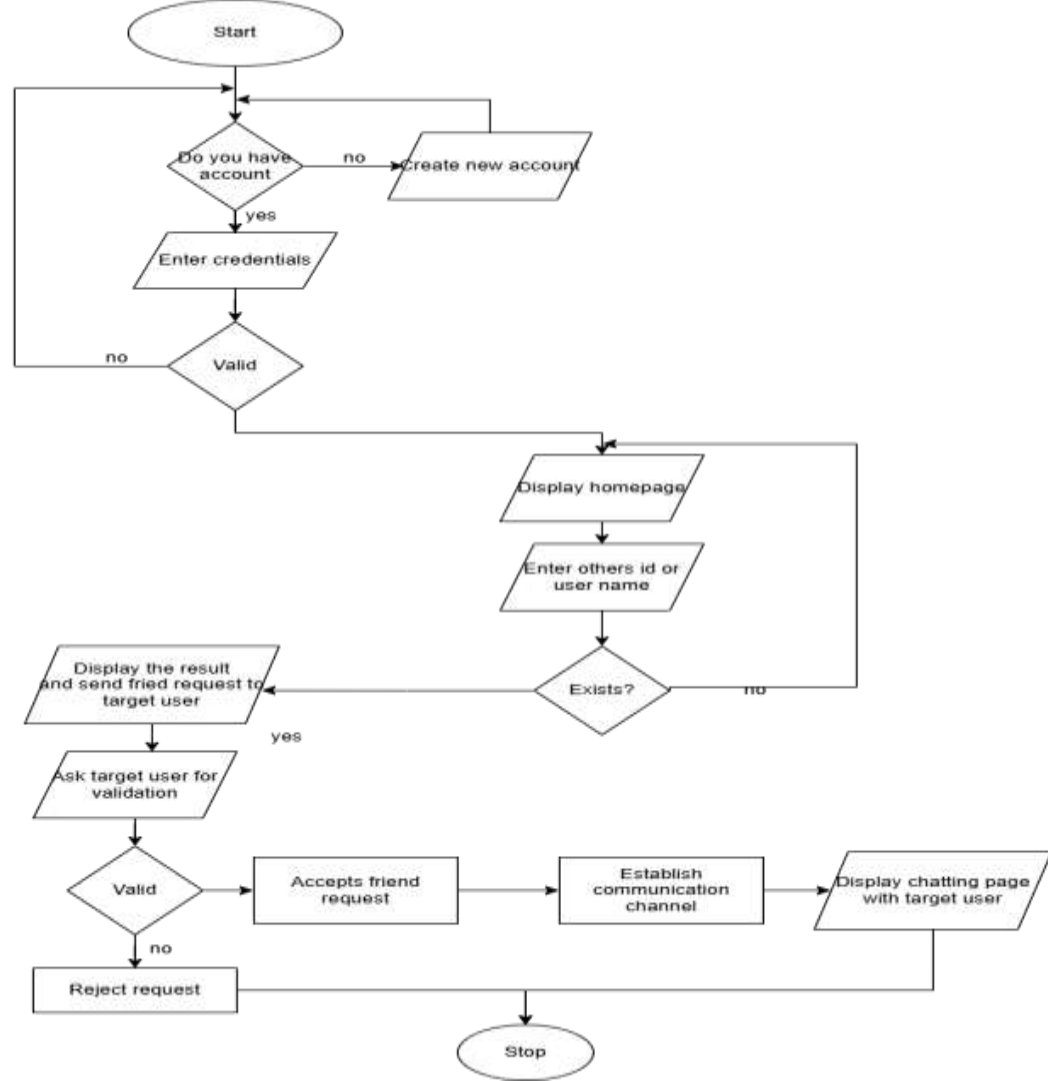 Start
Do you have
account
no
Create new account
yes
Enter credentials
no
Valid
Display homepage
Enter others id or
user name
Exists?
no
Display the result
and send fried request to
target user
yes
Ask target user for
validation
Valid
Accepts friend
request
Establish
communication
channel
Display chatting page
with target user
no
Reject request
Stop